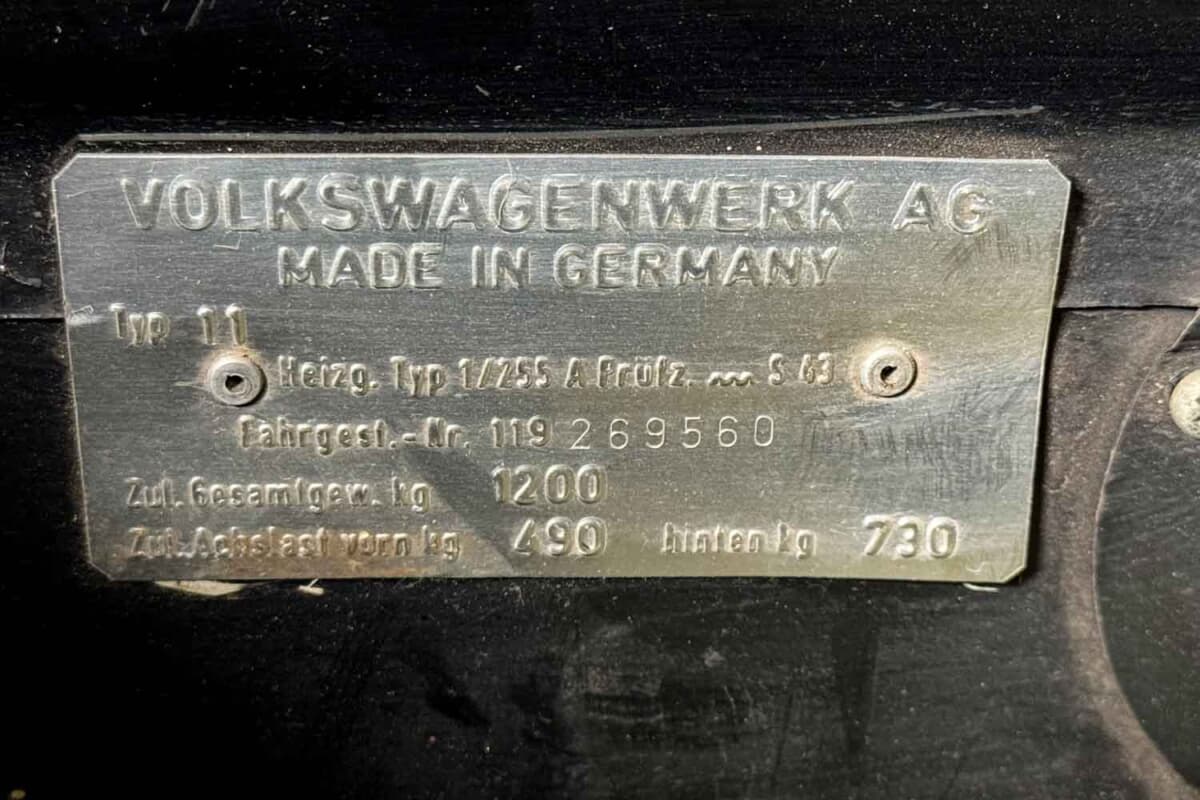 VOLKSWAGENWERK AG
MADE IN GERMANY
Typ 11
Heizg. Typ 1/255 A Prüfz. ~~~ S 63
Fahrgest.-Nr. 119 269560
Zul. Gesamtgew. kg 1200
Zul. Achslast vorn kg 490 hinten kg 730